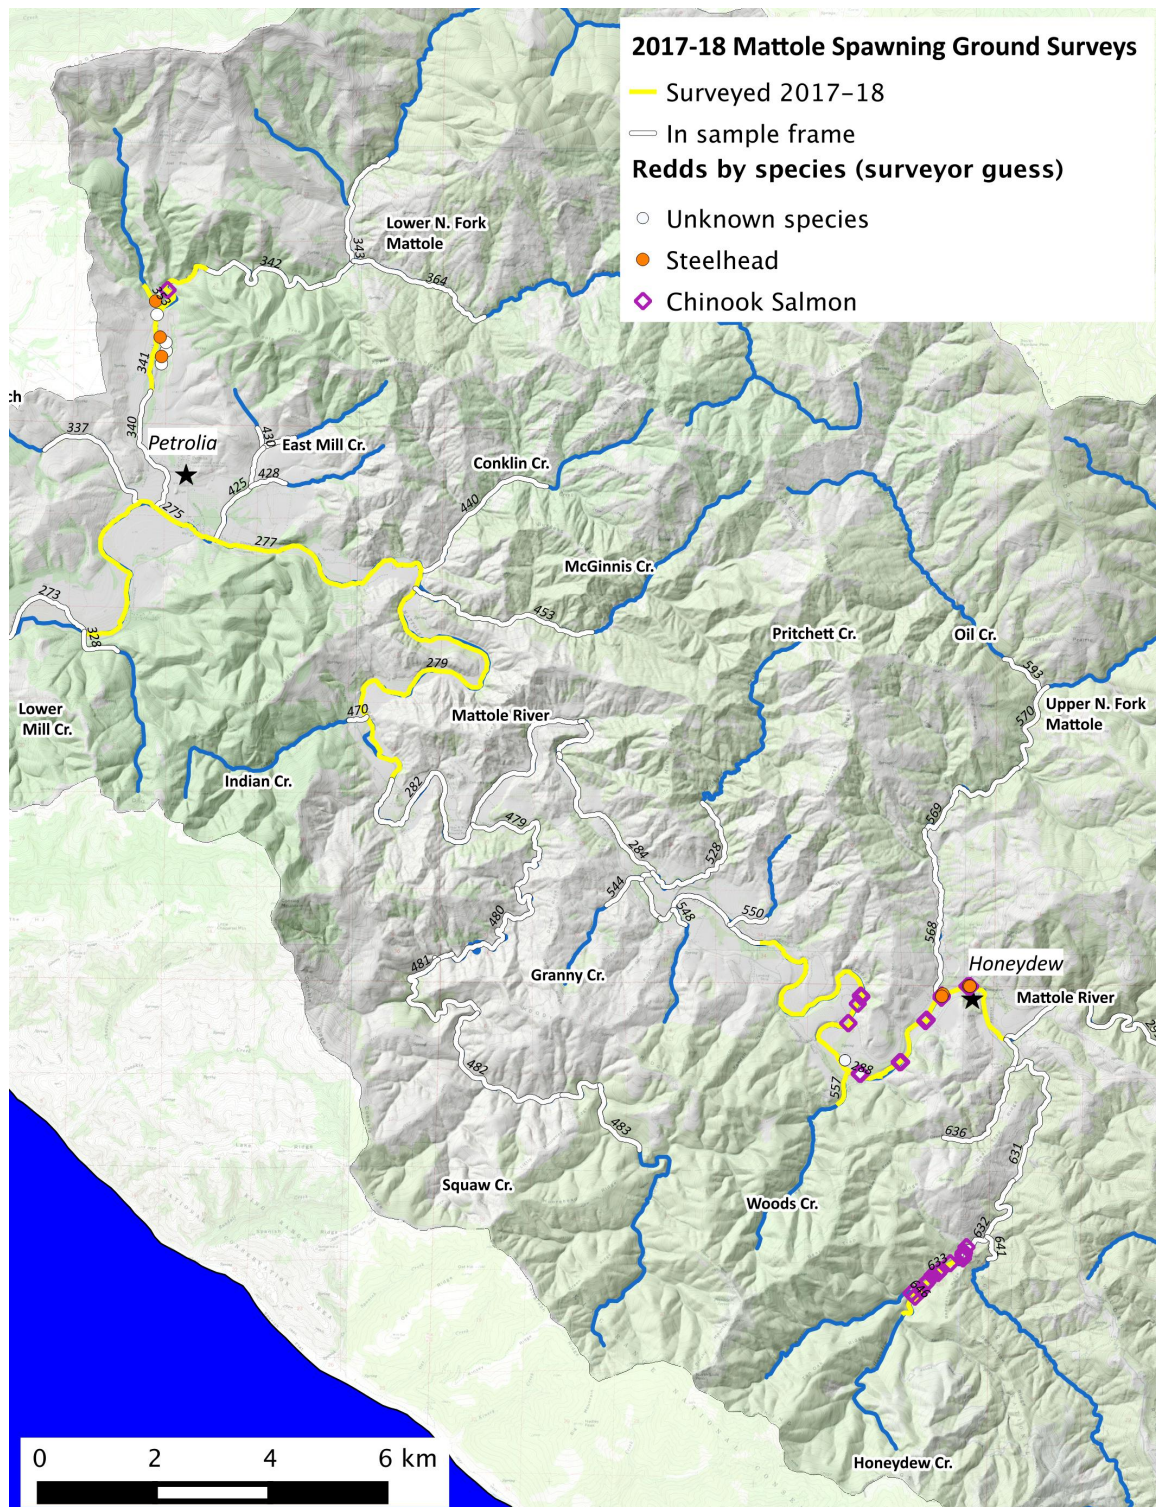 2017-18 Mattole Spawning Ground Surveys
Surveyed 2017–18
In sample frame
Redds by species (surveyor guess)
Unknown species
Steelhead
Chinook Salmon
Lower N. Fork
Mattole
343
342
364
353
341
ch
340
337
Petrolia
430
East Mill Cr.
428
425
Conklin Cr.
440
275
277
McGinnis Cr.
273
328
453
Pritchett Cr.
Oil Cr.
593
279
Lower
Mill Cr.
470
Mattole River
570
Upper N. Fork
Mattole
Indian Cr.
282
479
569
284
528
544
548
550
480
481
568
Granny Cr.
Honeydew
Mattole River
482
288
557
483
636
631
Squaw Cr.
Woods Cr.
632
641
633
646
Honeydew Cr.
0 2 4 6 km